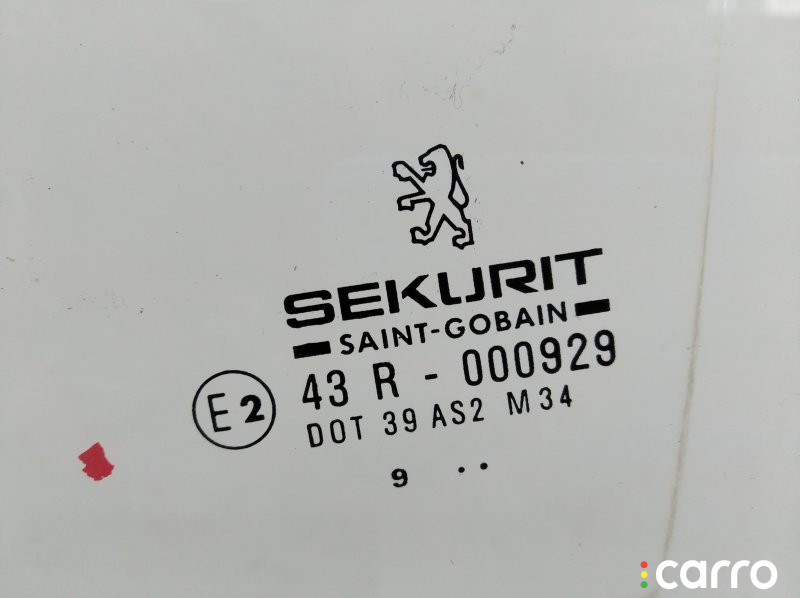 SEKURIT
SAINT-GOBAIN
E2 43 R - 000929
DOT 39 AS2 M34
9 ..
carro